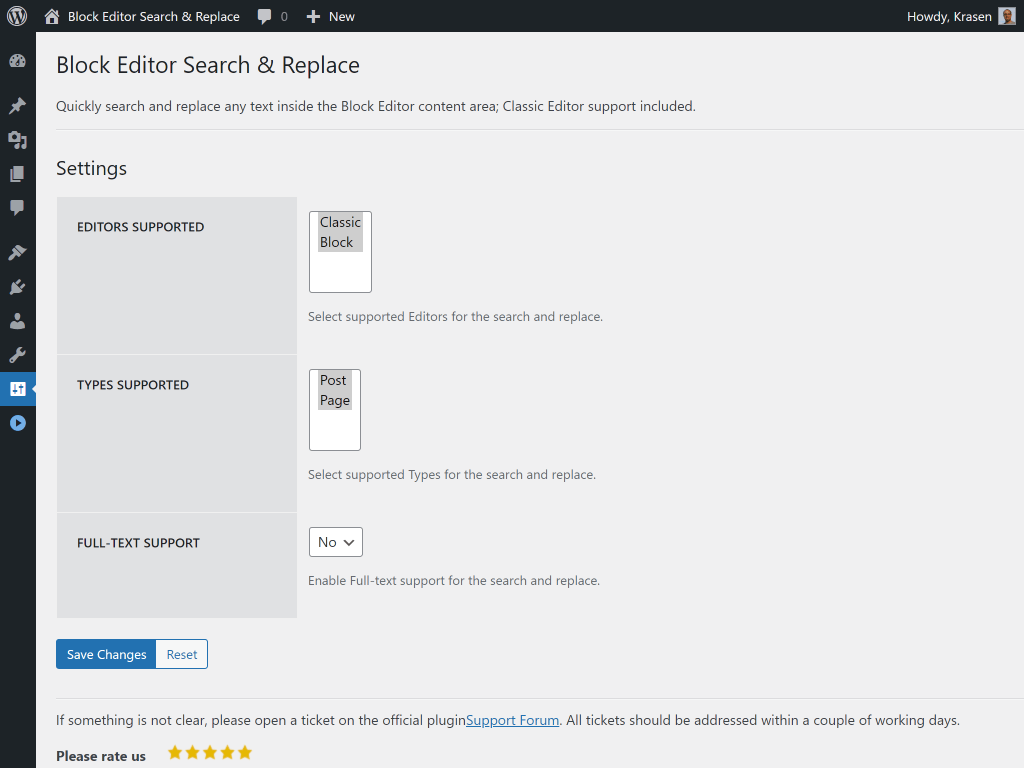 Block Editor Search & Replace 0 New Howdy, Krasen
Block Editor Search & Replace
Quickly search and replace any text inside the Block Editor content area; Classic Editor support included.
Settings
EDITORS SUPPORTED
Classic
Block
Select supported Editors for the search and replace.
TYPES SUPPORTED
Post
Page
Select supported Types for the search and replace.
FULL-TEXT SUPPORT
No
Enable Full-text support for the search and replace.
Save Changes Reset
If something is not clear, please open a ticket on the official pluginSupport Forum. All tickets should be addressed within a couple of working days.
Please rate us